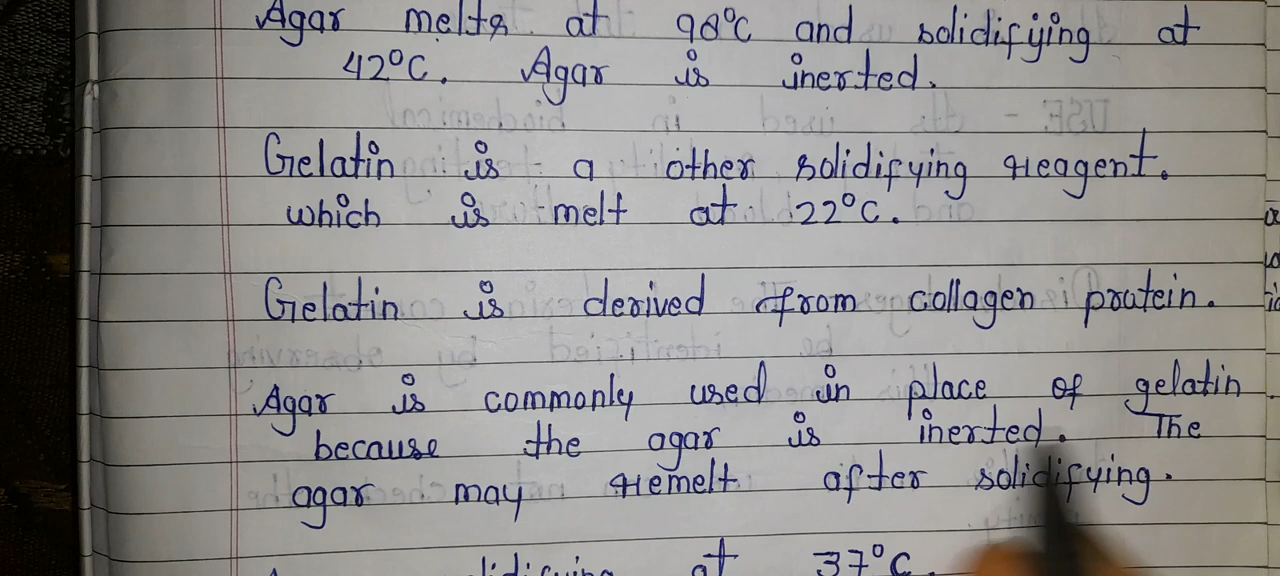 Agar melts at 98°C and solidifying at
42°C. Agar is inerted.
Gelatin is a other solidifying reagent.
which is melt at 22°C.
Gelatin is derived from collagen protein.
Agar is commonly used in place of gelatin
because the agar is inerted. The
agar may remelt after solidifying.
at 37°C.